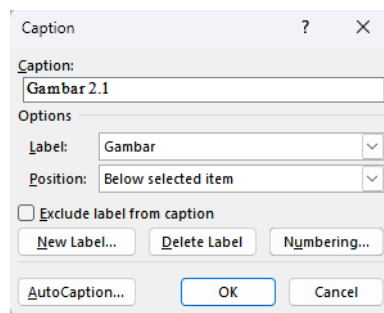 Caption
?
Caption:
Gambar 2.1
Options
Label: Gambar
Position: Below selected item
Exclude label from caption
New Label... Delete Label Numbering...
AutoCaption... OK Cancel